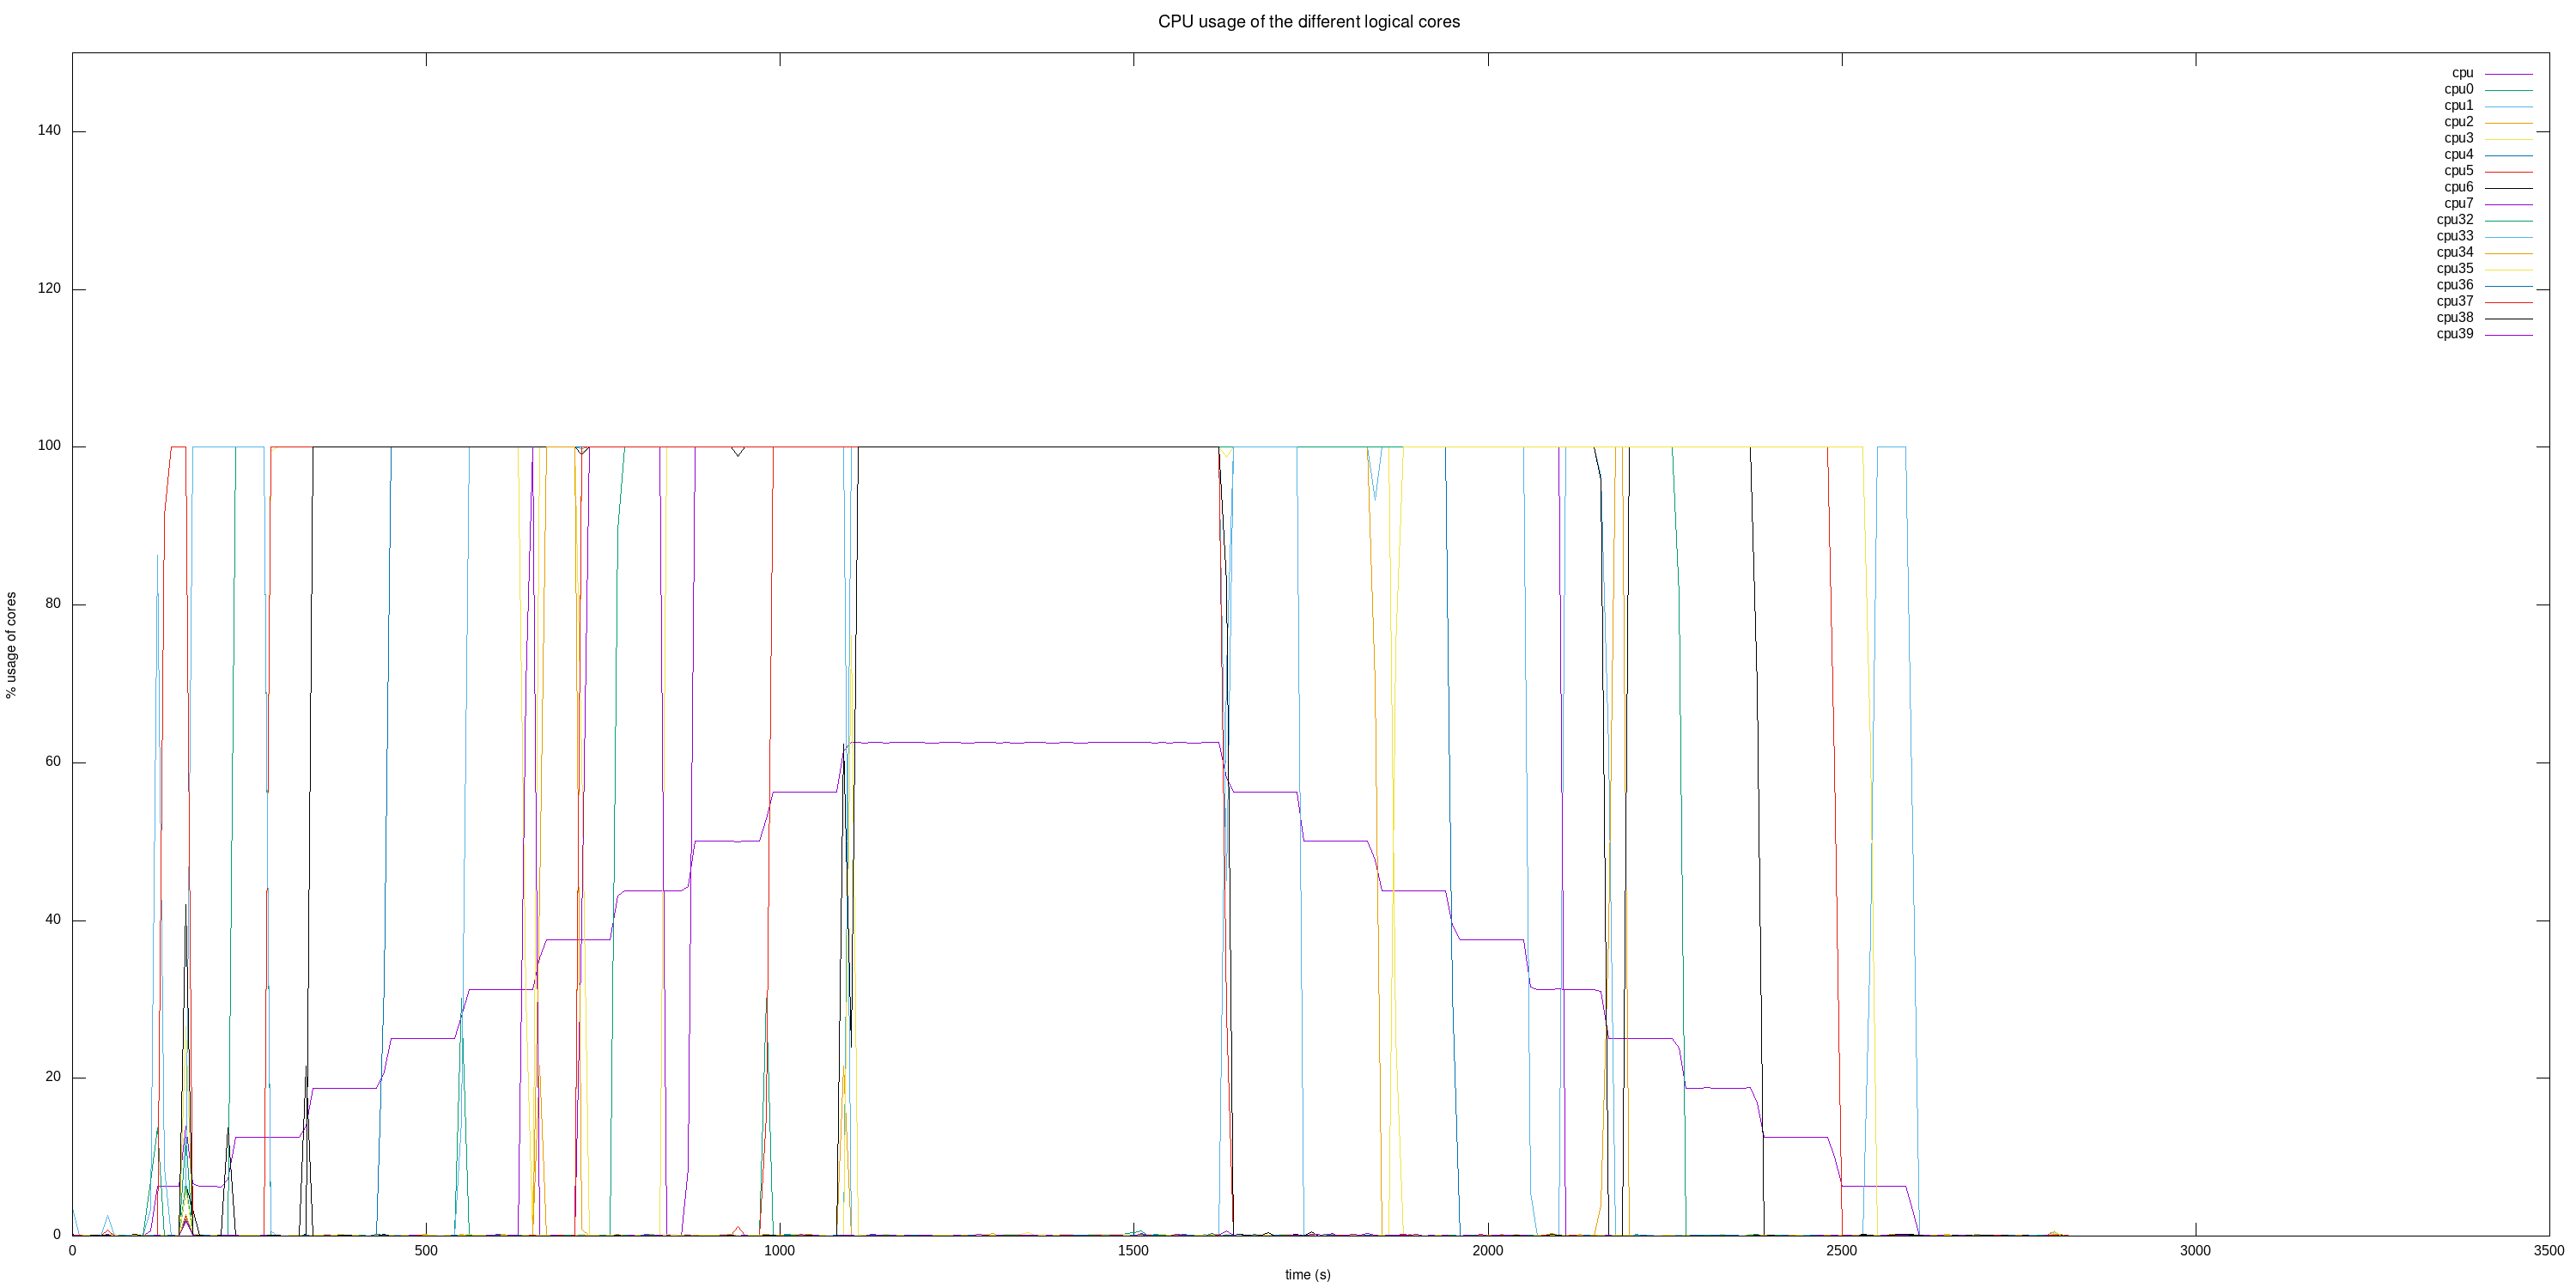 CPU usage of the different logical cores
cpu
cpu0
cpu1
cpu2
cpu3
cpu4
cpu5
cpu6
cpu7
cpu32
cpu33
cpu34
cpu35
cpu36
cpu37
cpu38
cpu39
140
120
100
80
60
40
20
0
% usage of cores
0 500 1000 1500 2000 2500 3000 3500
time (s)